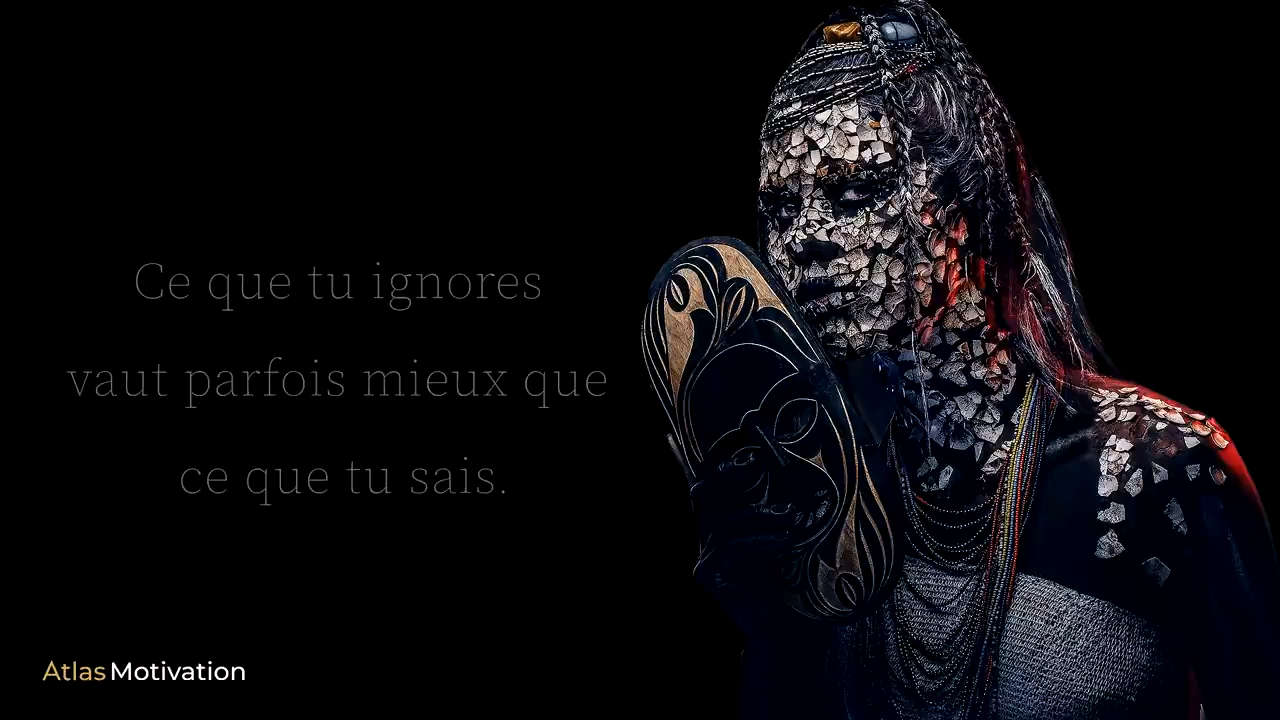 Ce que tu ignores
vaut parfois mieux que
ce que tu sais.
Atlas Motivation